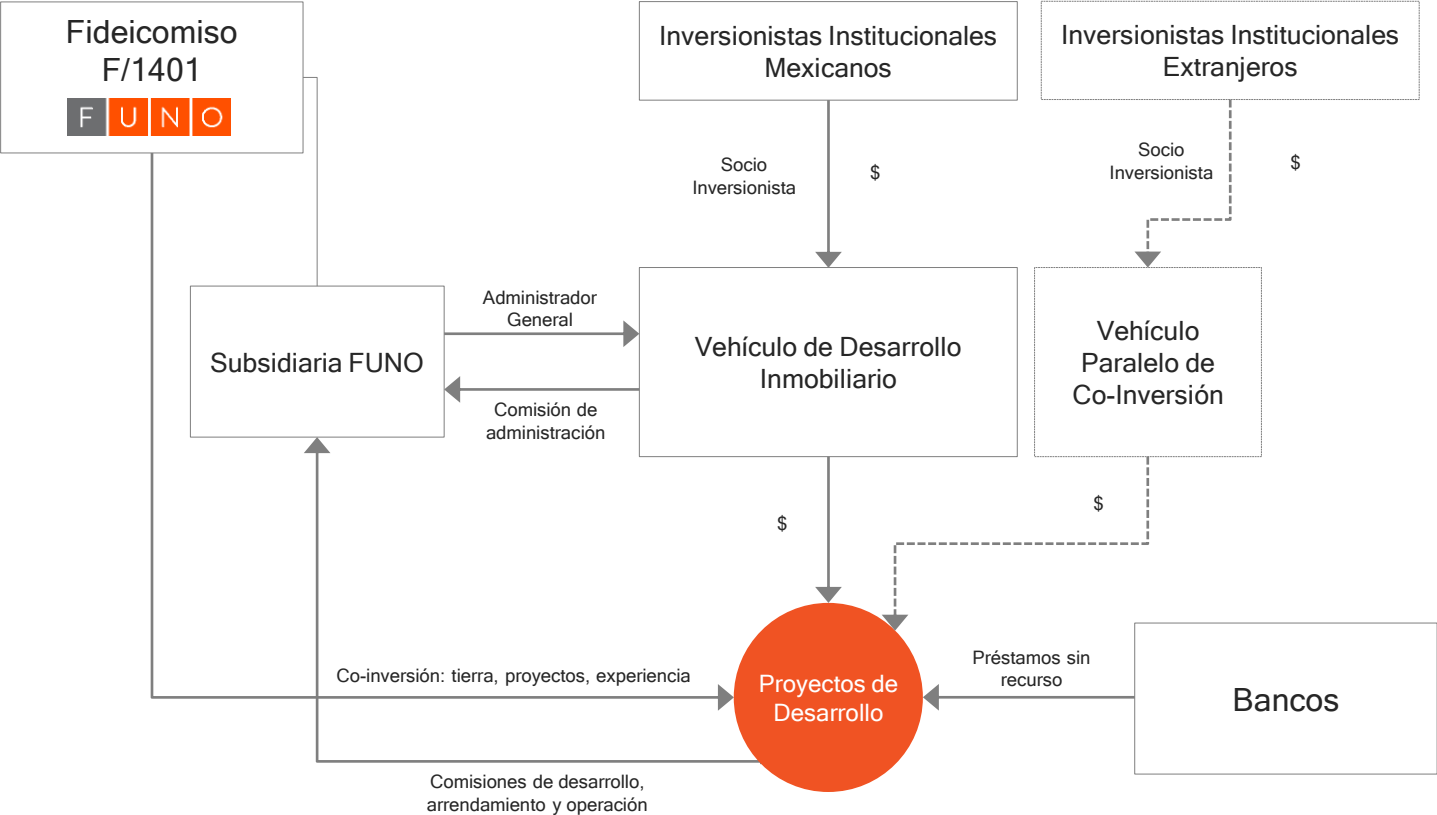 Fideicomiso
F/1401
FUNO
Inversionistas Institucionales
Mexicanos
Inversionistas Institucionales
Extranjeros
Socio
Inversionista
$
Socio
Inversionista
$
Subsidiaria FUNO
Administrador
General
Comisión de
administración
Vehículo de Desarrollo
Inmobiliario
Vehículo
Paralelo de
Co-Inversión
$
$
Co-inversión: tierra, proyectos, experiencia
Proyectos de
Desarrollo
Préstamos sin
recurso
Bancos
Comisiones de desarrollo,
arrendamiento y operación